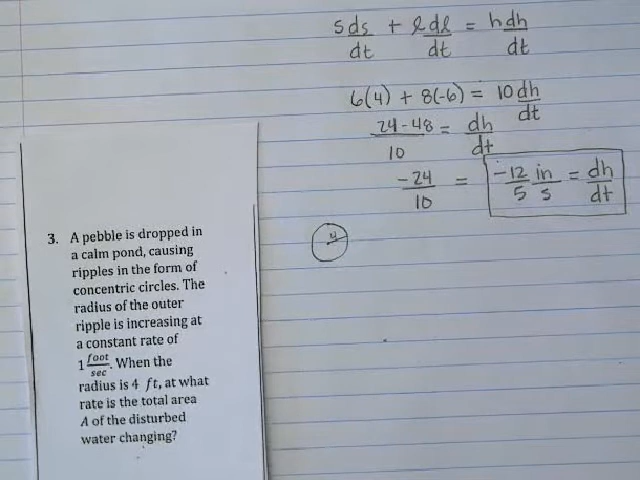 s ds/dt + l dl/dt = h dh/dt
6(4) + 8(-6) = 10 dh/dt
24-48/10 = dh/dt
-24/10 = -12/5 in/s = dh/dt
4
3. A pebble is dropped in
a calm pond, causing
ripples in the form of
concentric circles. The
radius of the outer
ripple is increasing at
a constant rate of
1 foot/sec. When the
radius is 4 ft, at what
rate is the total area
A of the disturbed
water changing?